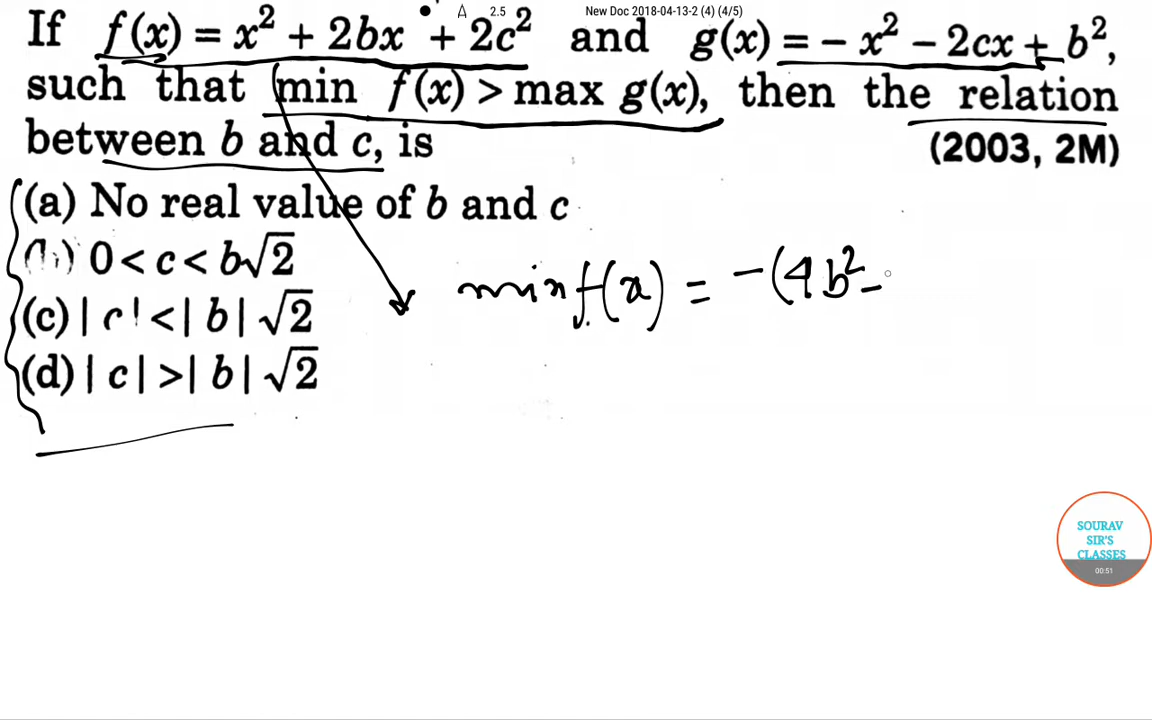 A 2.5 New Doc 2018-04-13-2 (4) (4/5)
If f(x) = x² + 2bx + 2c² and g(x) = – x² – 2cx + b²,
such that min f(x) > max g(x), then the relation
between b and c, is (2003, 2M)
(a) No real value of b and c
(b) 0 < c < b√2
(c) | c | < | b | √2
(d) | c | > | b | √2
min f(x) = -(4b² -
SOURAV
SIR'S
CLASSES
00:51